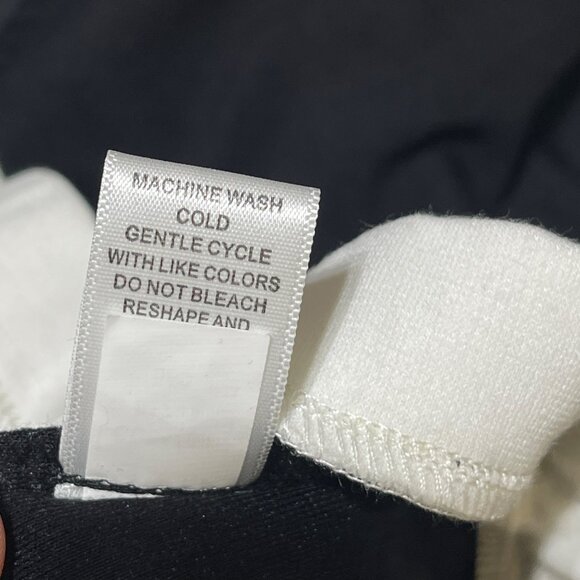 MACHINE WASH
COLD
GENTLE CYCLE
WITH LIKE COLORS
DO NOT BLEACH
RESHAPE AND